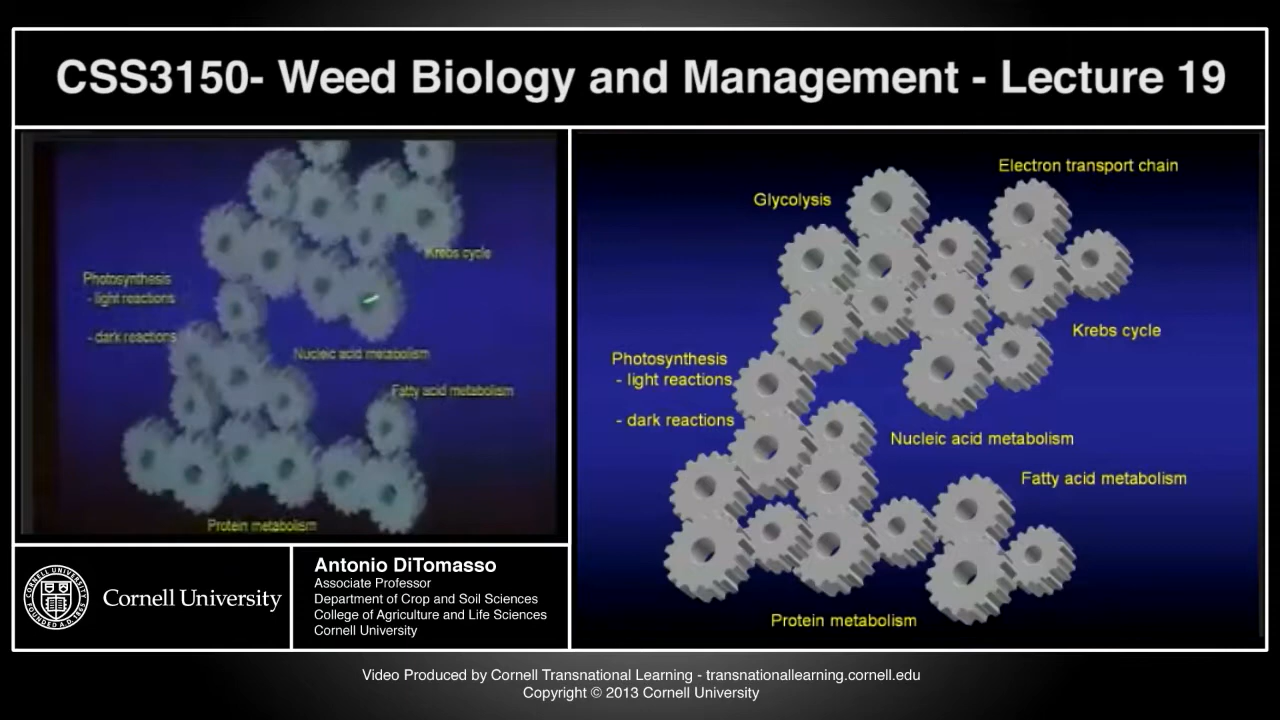 CSS3150- Weed Biology and Management - Lecture 19
Krebs cycle
Photosynthesis
- light reactions
- dark reactions
Nucleic acid metabolism
Fatty acid metabolism
Protein metabolism
Electron transport chain
Glycolysis
Krebs cycle
Photosynthesis
- light reactions
- dark reactions
Nucleic acid metabolism
Fatty acid metabolism
Protein metabolism
Cornell University
Antonio DiTomasso
Associate Professor
Department of Crop and Soil Sciences
College of Agriculture and Life Sciences
Cornell University
Video Produced by Cornell Transnational Learning - transnationallearning.cornell.edu
Copyright © 2013 Cornell University